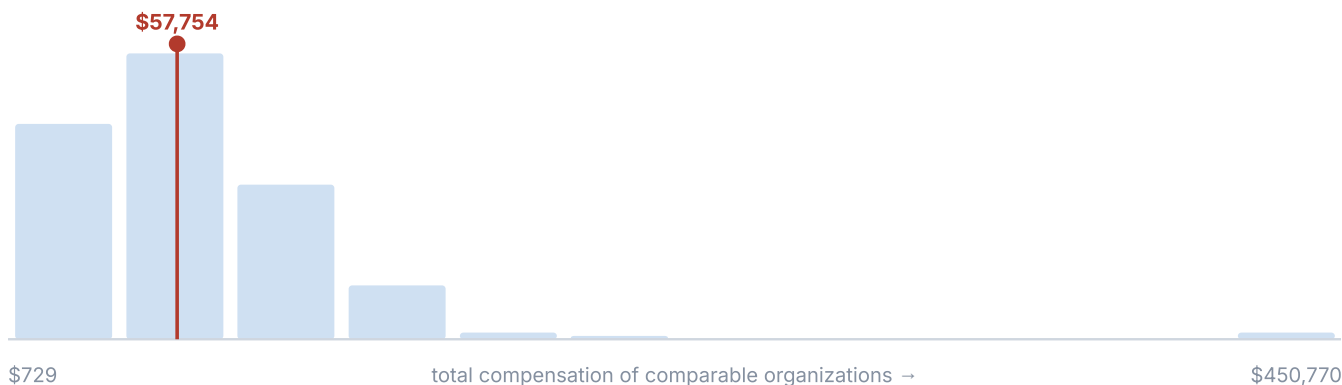 $57,754
$729 total compensation of comparable organizations → $450,770